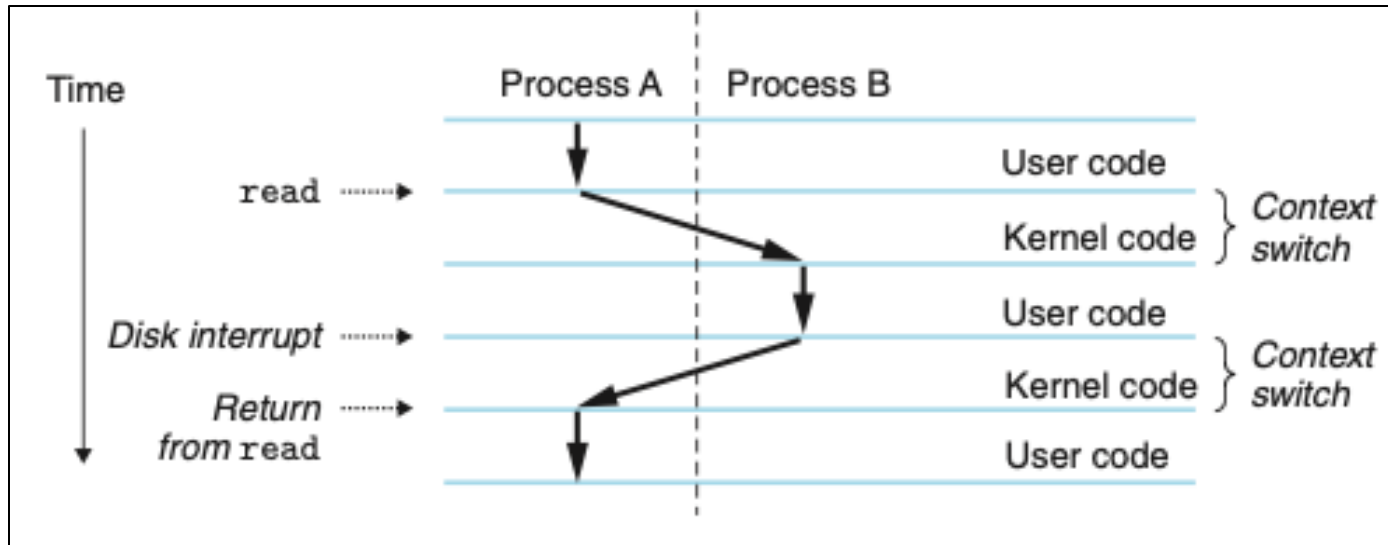 Time
Process A
Process B
User code
read
Kernel code
Context
switch
User code
Disk interrupt
Kernel code
Context
switch
Return
from read
User code